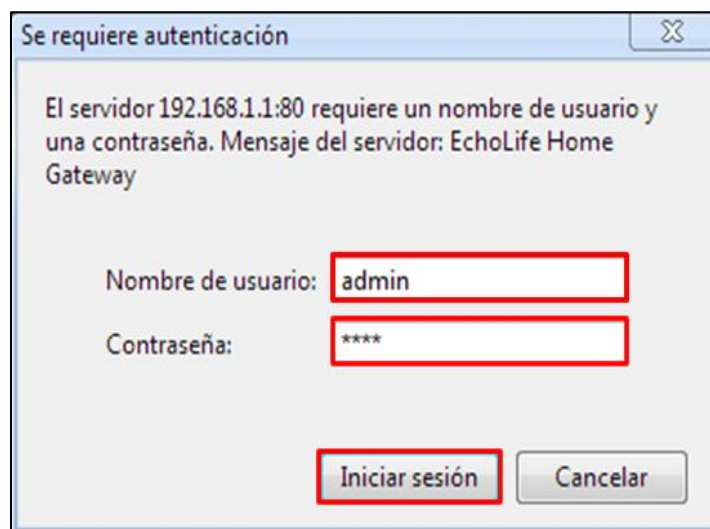 Se requiere autenticación
El servidor 192.168.1.1:80 requiere un nombre de usuario y
una contraseña. Mensaje del servidor: EchoLife Home
Gateway
Nombre de usuario: admin
Contraseña: ****
Iniciar sesión Cancelar